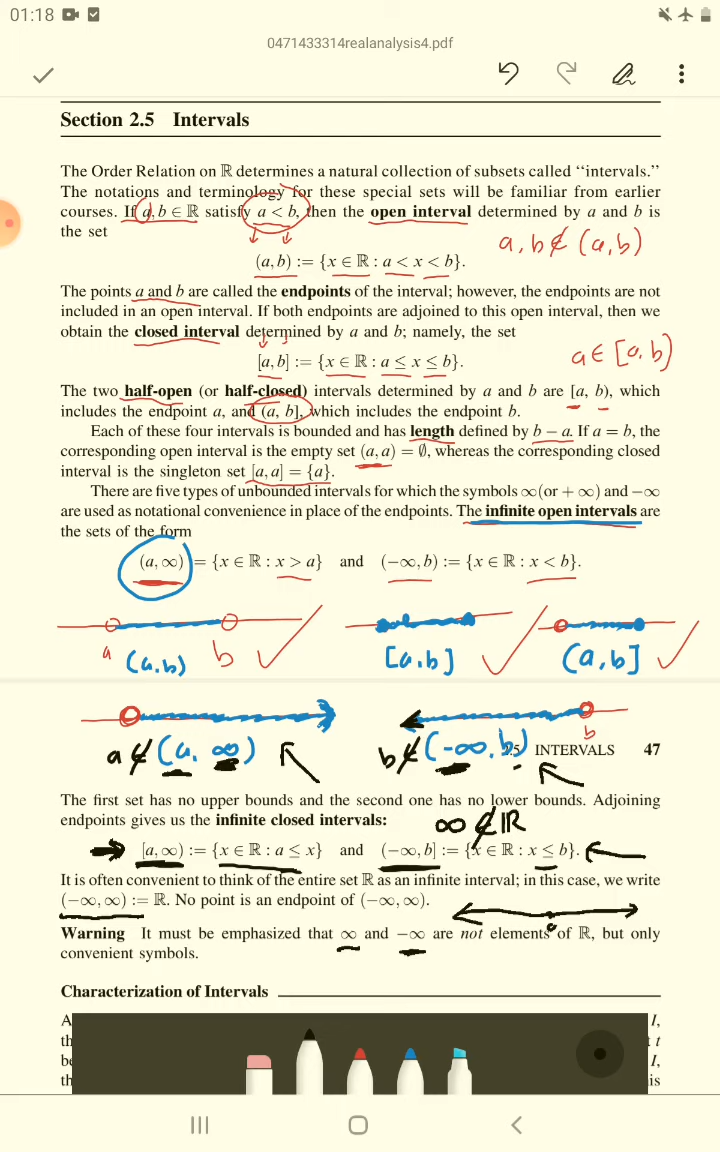 01:18
0471433314realanalysis4.pdf
Section 2.5 Intervals
The Order Relation on ℝ determines a natural collection of subsets called ‘‘intervals.’’
The notations and terminology for these special sets will be familiar from earlier
courses. If a, b ∈ ℝ satisfy a < b, then the open interval determined by a and b is
the set
a, b ∉ (a, b)
(a, b) := {x ∈ ℝ : a < x < b}.
The points a and b are called the endpoints of the interval; however, the endpoints are not
included in an open interval. If both endpoints are adjoined to this open interval, then we
obtain the closed interval determined by a and b; namely, the set
[a, b] := {x ∈ ℝ : a ≤ x ≤ b}.
a ∈ [a, b)
The two half-open (or half-closed) intervals determined by a and b are [a, b), which
includes the endpoint a, and (a, b], which includes the endpoint b.
Each of these four intervals is bounded and has length defined by b − a. If a = b, the
corresponding open interval is the empty set (a, a) = ∅, whereas the corresponding closed
interval is the singleton set [a, a] = {a}.
There are five types of unbounded intervals for which the symbols ∞(or + ∞) and −∞
are used as notational convenience in place of the endpoints. The infinite open intervals are
the sets of the form
(a, ∞) = {x ∈ ℝ : x > a} and (−∞, b) := {x ∈ ℝ : x < b}.
a (a, b) b [a, b] (a, b]
b
a ∉ (a, ∞) b ∉ (-∞, b)
2.5 INTERVALS 47
The first set has no upper bounds and the second one has no lower bounds. Adjoining
endpoints gives us the infinite closed intervals:
∞ ∉ ℝ
[a, ∞) := {x ∈ ℝ : a ≤ x} and (−∞, b] := {x ∈ ℝ : x ≤ b}.
It is often convenient to think of the entire set ℝ as an infinite interval; in this case, we write
(−∞, ∞) := ℝ. No point is an endpoint of (−∞, ∞).
Warning It must be emphasized that ∞ and −∞ are not elements of ℝ, but only
convenient symbols.
Characterization of Intervals